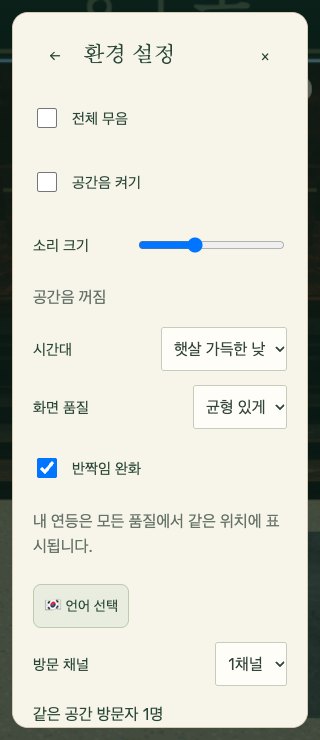 ← 환경 설정 ×
전체 무음
공간음 켜기
소리 크기
공간음 꺼짐
시간대 햇살 가득한 낮
화면 품질 균형 있게
반짝임 완화
내 연등은 모든 품질에서 같은 위치에 표
시됩니다.
🇰🇷 언어 선택
방문 채널 1채널
같은 공간 방문자 1명